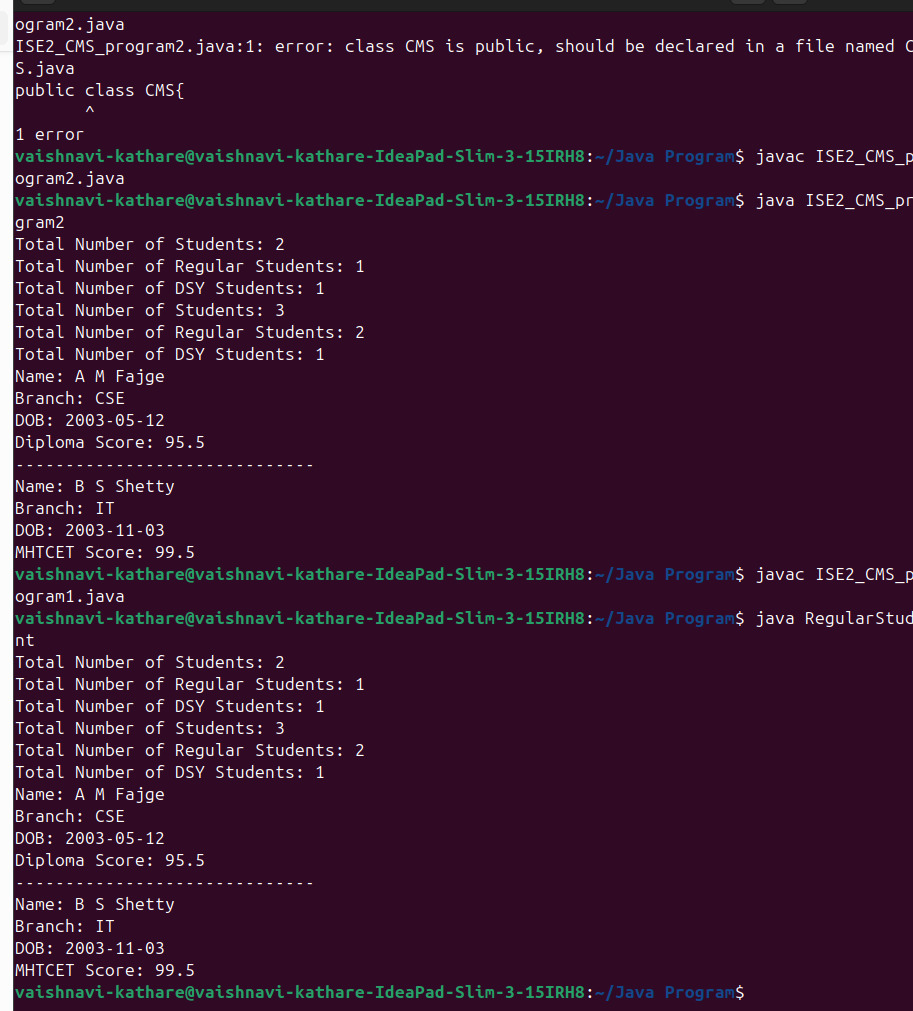 ogram2.java
ISE2_CMS_program2.java:1: error: class CMS is public, should be declared in a file named C
S.java
public class CMS{
^
1 error
vaishnavi-kathare@vaishnavi-kathare-IdeaPad-Slim-3-15IRH8:~/Java Program$ javac ISE2_CMS_p
ogram2.java
vaishnavi-kathare@vaishnavi-kathare-IdeaPad-Slim-3-15IRH8:~/Java Program$ java ISE2_CMS_pr
gram2
Total Number of Students: 2
Total Number of Regular Students: 1
Total Number of DSY Students: 1
Total Number of Students: 3
Total Number of Regular Students: 2
Total Number of DSY Students: 1
Name: A M Fajge
Branch: CSE
DOB: 2003-05-12
Diploma Score: 95.5
------------------------------
Name: B S Shetty
Branch: IT
DOB: 2003-11-03
MHTCET Score: 99.5
vaishnavi-kathare@vaishnavi-kathare-IdeaPad-Slim-3-15IRH8:~/Java Program$ javac ISE2_CMS_p
ogram1.java
vaishnavi-kathare@vaishnavi-kathare-IdeaPad-Slim-3-15IRH8:~/Java Program$ java RegularStud
nt
Total Number of Students: 2
Total Number of Regular Students: 1
Total Number of DSY Students: 1
Total Number of Students: 3
Total Number of Regular Students: 2
Total Number of DSY Students: 1
Name: A M Fajge
Branch: CSE
DOB: 2003-05-12
Diploma Score: 95.5
------------------------------
Name: B S Shetty
Branch: IT
DOB: 2003-11-03
MHTCET Score: 99.5
vaishnavi-kathare@vaishnavi-kathare-IdeaPad-Slim-3-15IRH8:~/Java Program$